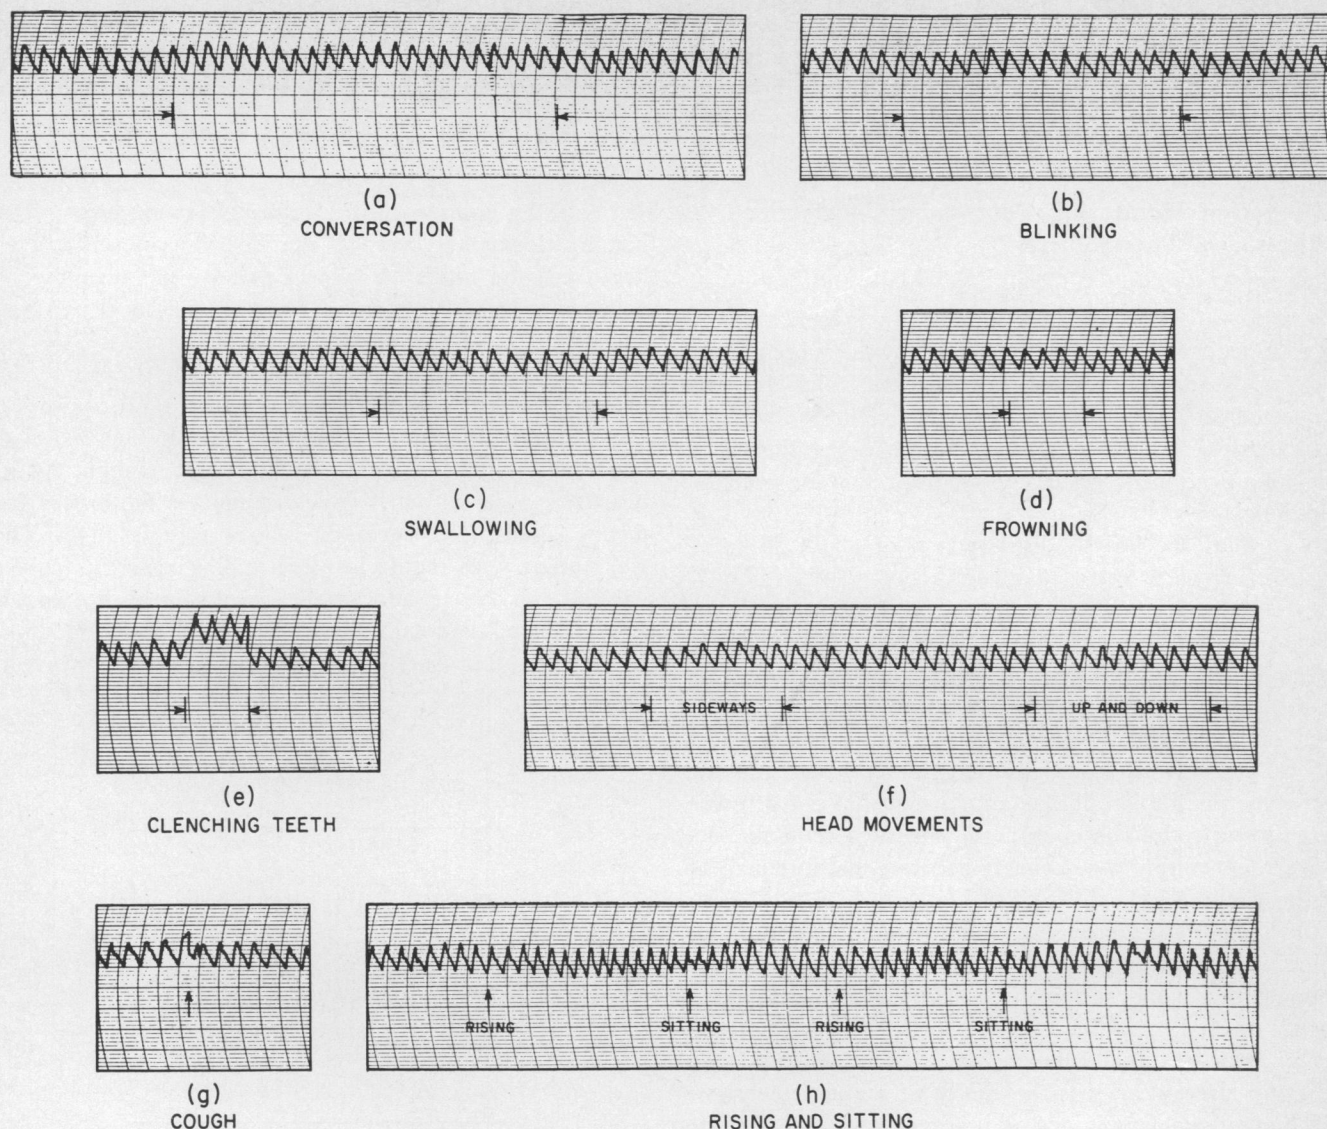 (a)
CONVERSATION
(b)
BLINKING
(c)
SWALLOWING
(d)
FROWNING
(e)
CLENCHING TEETH
SIDEWAYS
UP AND DOWN
(f)
HEAD MOVEMENTS
(g)
COUGH
RISING
SITTING
RISING
SITTING
(h)
RISING AND SITTING